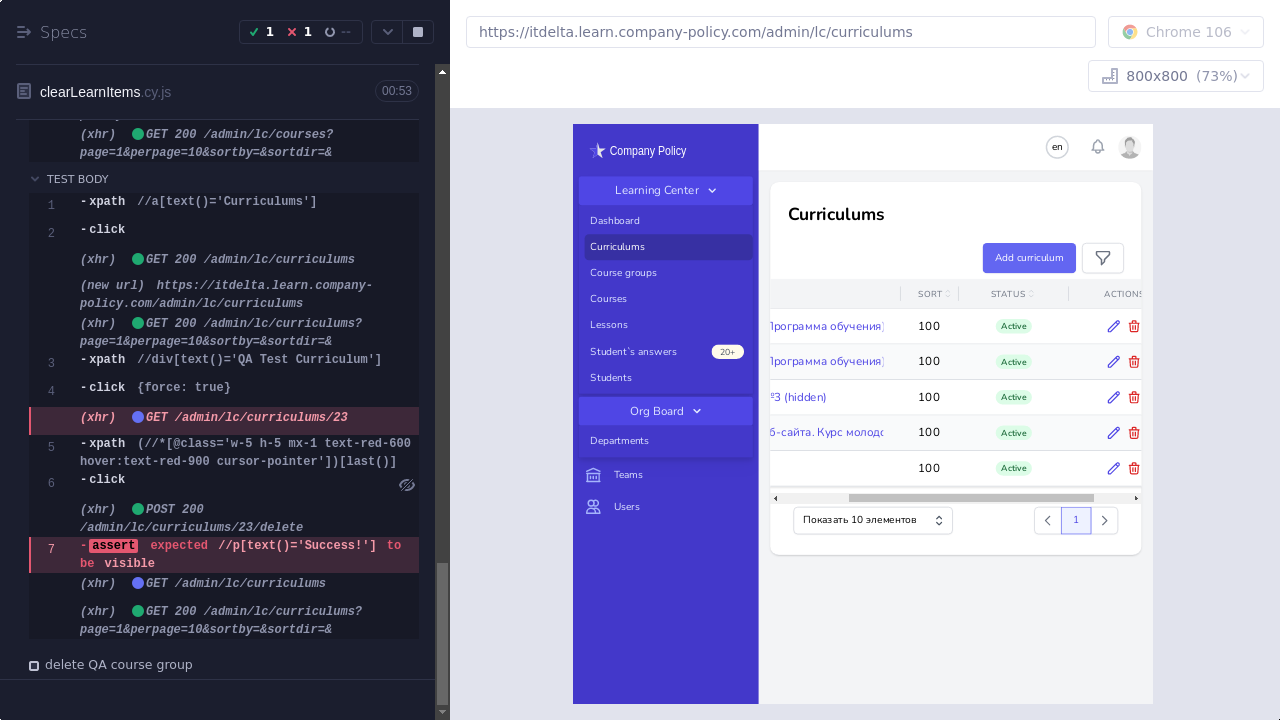 Specs
1
1
--
clearLearnItems.cy.js
00:53
(xhr) GET 200 /admin/lc/courses?
page=1&perpage=10&sortby=&sortdir=&
TEST BODY
1 -xpath //a[text()='Curriculums']
2 -click
(xhr) GET 200 /admin/lc/curriculums
(new url) https://itdelta.learn.company-
policy.com/admin/lc/curriculums
(xhr) GET 200 /admin/lc/curriculums?
page=1&perpage=10&sortby=&sortdir=&
3 -xpath //div[text()='QA Test Curriculum']
4 -click {force: true}
(xhr) GET /admin/lc/curriculums/23
5 -xpath (//*[@class='w-5 h-5 mx-1 text-red-600
hover:text-red-900 cursor-pointer'])[last()]
6 -click
(xhr) POST 200
/admin/lc/curriculums/23/delete
7 -assert expected //p[text()='Success!'] to
be visible
(xhr) GET /admin/lc/curriculums
(xhr) GET 200 /admin/lc/curriculums?
page=1&perpage=10&sortby=&sortdir=&
delete QA course group
https://itdelta.learn.company-policy.com/admin/lc/curriculums
Chrome 106
800x800 (73%)
Company Policy
Learning Center
Dashboard
Curriculums
Course groups
Courses
Lessons
Student`s answers 20+
Students
Org Board
Departments
Teams
Users
en
Curriculums
Add curriculum
SORT STATUS ACTIONS
Программа обучения) 100 Active
Программа обучения) 100 Active
№3 (hidden) 100 Active
б-сайта. Курс молодо 100 Active
100 Active
Показать 10 элементов
1